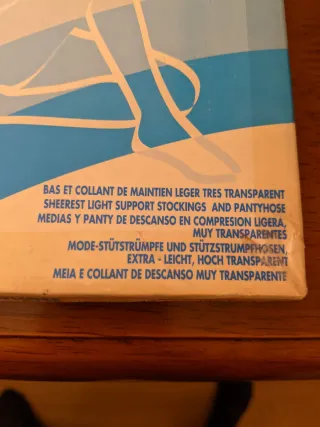 BAS ET COLLANT DE MAINTIEN LEGER TRES TRANSPARENT
SHEEREST LIGHT SUPPORT STOCKINGS AND PANTYHOSE
MEDIAS Y PANTY DE DESCANSO EN COMPRESION LIGERA,
MUY TRANSPARENTES
MODE-STÜTSTRÜMPFE UND STÜTZSTRUMPFHOSEN,
EXTRA - LEICHT, HOCH TRANSPARENT
MEIA E COLLANT DE DESCANSO MUY TRANSPARENTE